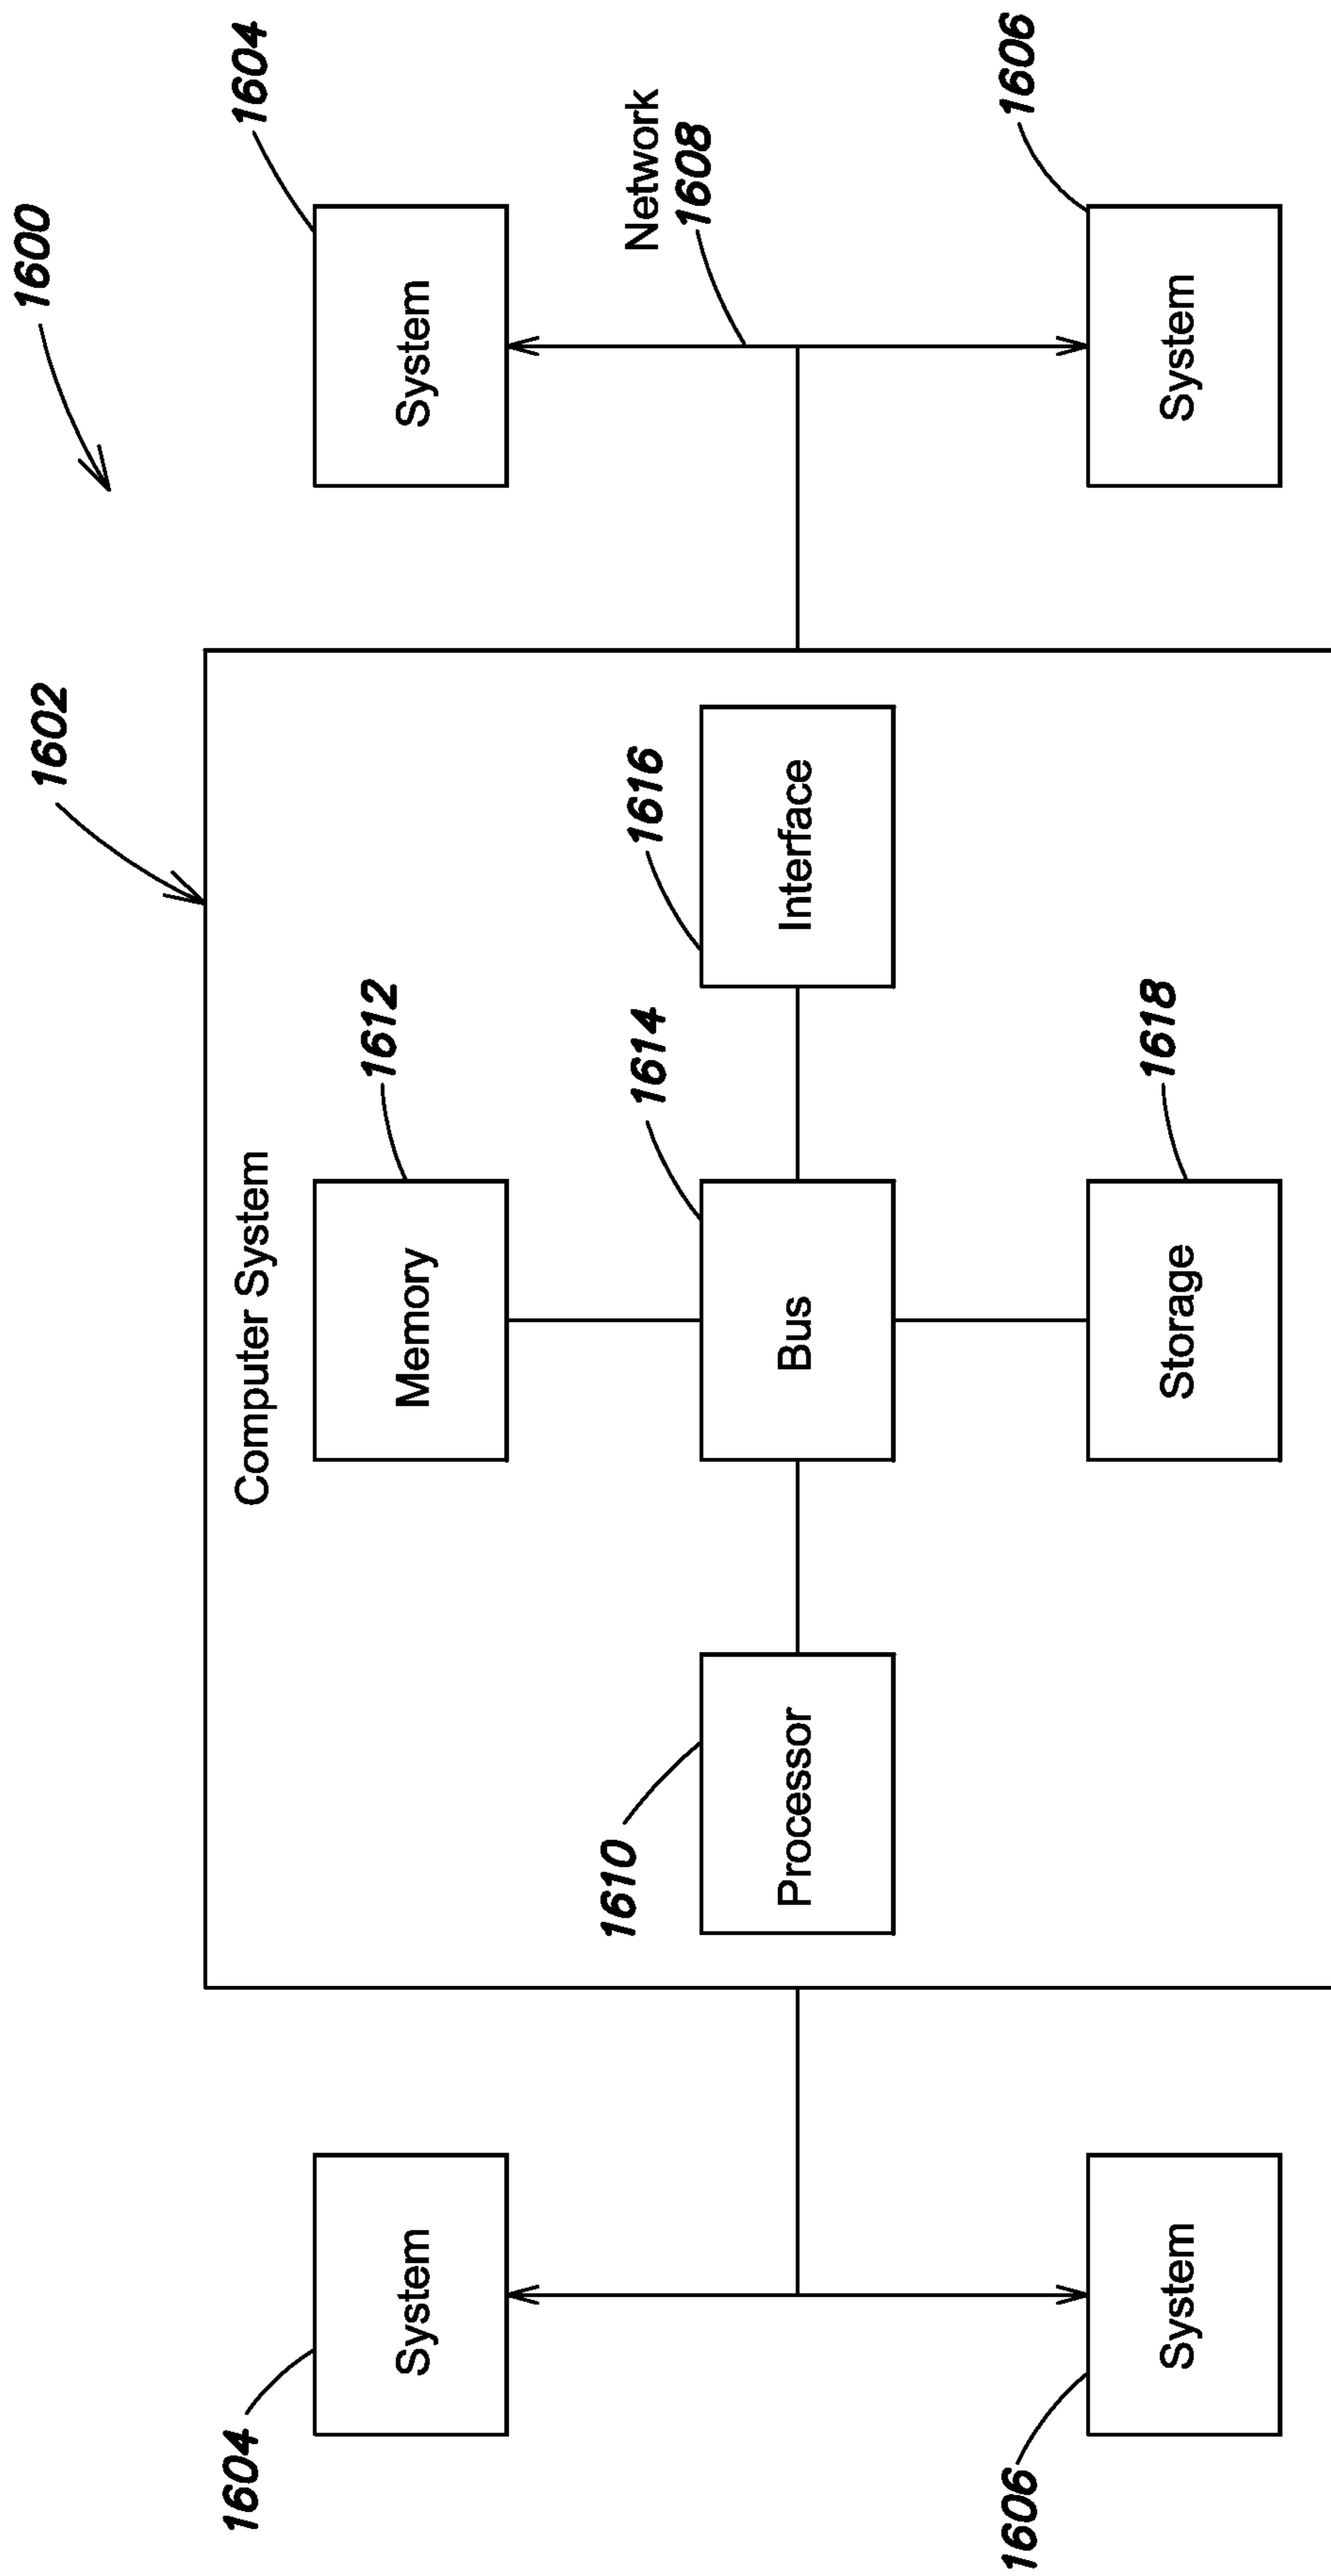 1600
1602
1604
System
1604
System
Computer System
Memory
1612
Network
1608
1610
Processor
1614
Bus
1616
Interface
1606
System
1618
Storage
1606
System